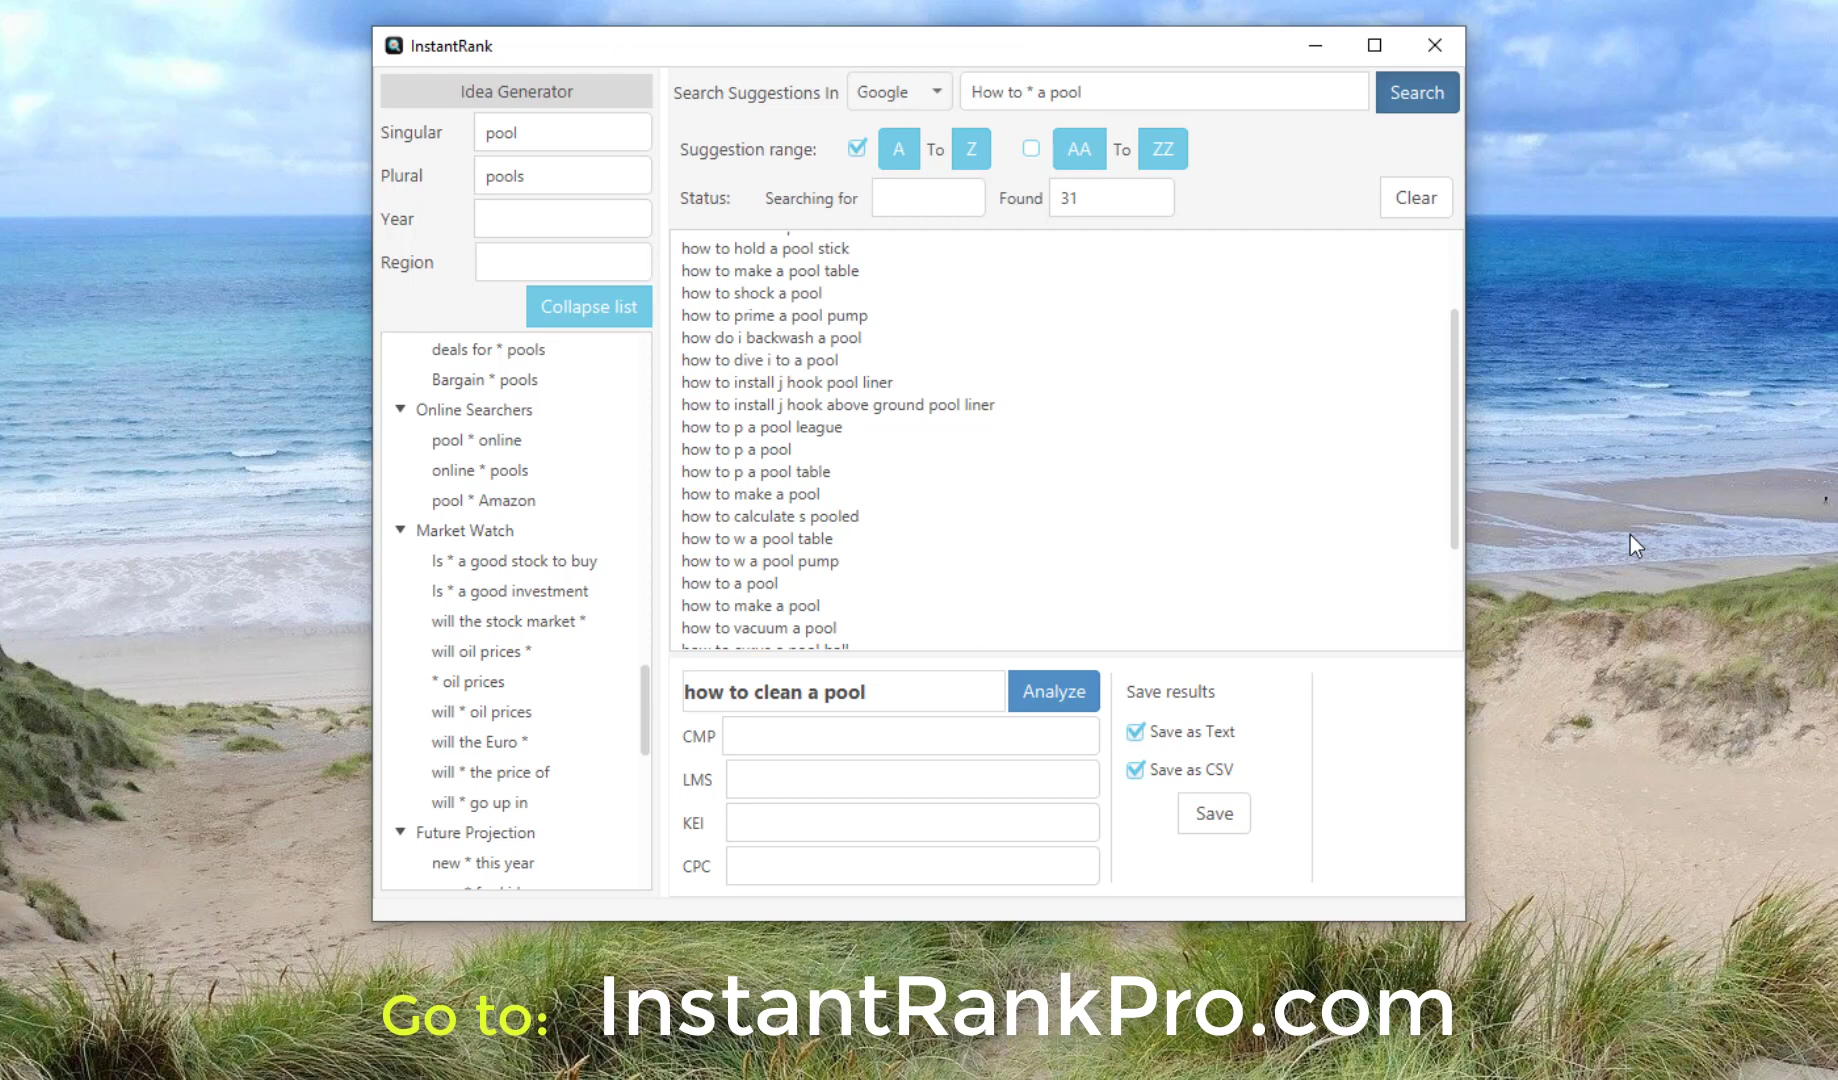 InstantRank
Idea Generator
Singular pool
Plural pools
Year
Region
Collapse list
deals for * pools
Bargain * pools
Online Searchers
pool * online
online * pools
pool * Amazon
Market Watch
Is * a good stock to buy
Is * a good investment
will the stock market *
will oil prices *
* oil prices
will * oil prices
will the Euro *
will * the price of
will * go up in
Future Projection
new * this year
Search Suggestions In Google How to * a pool Search
Suggestion range: A To Z AA To ZZ
Status: Searching for Found 31 Clear
how to hold a pool stick
how to make a pool table
how to shock a pool
how to prime a pool pump
how do i backwash a pool
how to dive i to a pool
how to install j hook pool liner
how to install j hook above ground pool liner
how to p a pool league
how to p a pool
how to p a pool table
how to make a pool
how to calculate s pooled
how to w a pool table
how to w a pool pump
how to a pool
how to make a pool
how to vacuum a pool
how to clean a pool Analyze
CMP
LMS
KEI
CPC
Save results
Save as Text
Save as CSV
Save
Go to: InstantRankPro.com